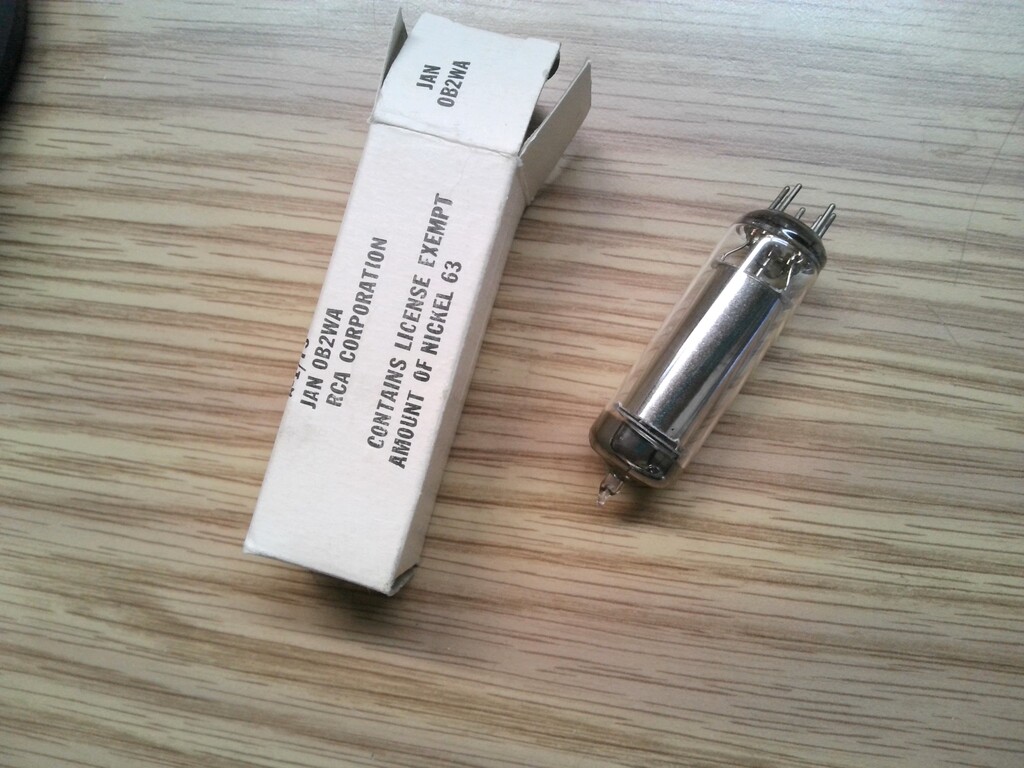 JAN
0B2WA
JAN 0B2WA
RCA CORPORATION
CONTAINS LICENSE EXEMPT
AMOUNT OF NICKEL 63